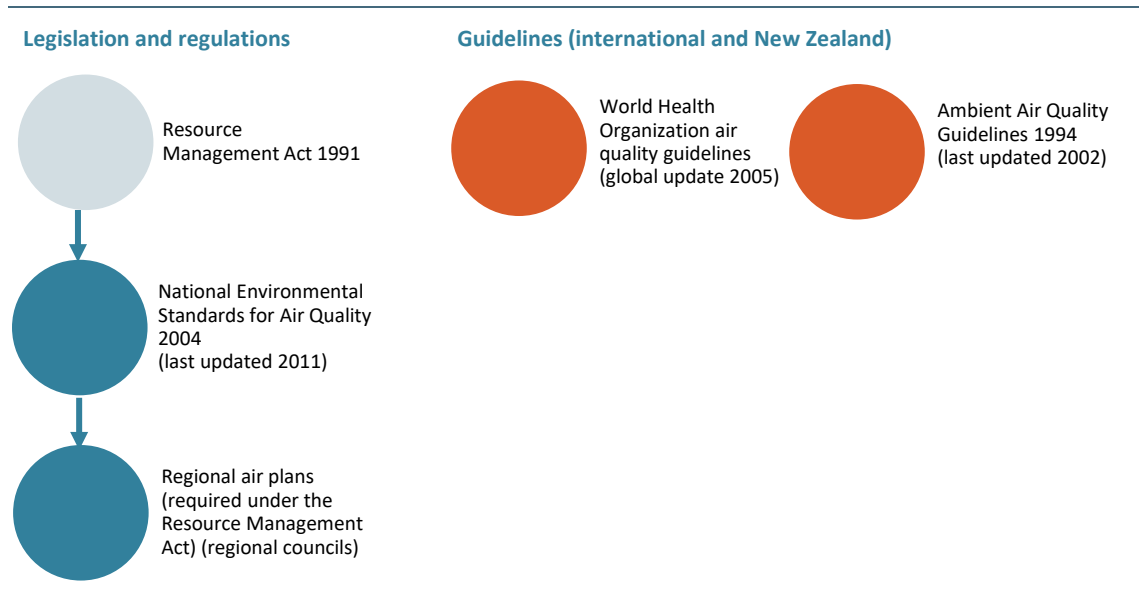 Legislation and regulations
Resource
Management Act 1991
National Environmental
Standards for Air Quality
2004
(last updated 2011)
Regional air plans
(required under the
Resource Management
Act) (regional councils)
Guidelines (international and New Zealand)
World Health
Organization air
quality guidelines
(global update 2005)
Ambient Air Quality
Guidelines 1994
(last updated 2002)